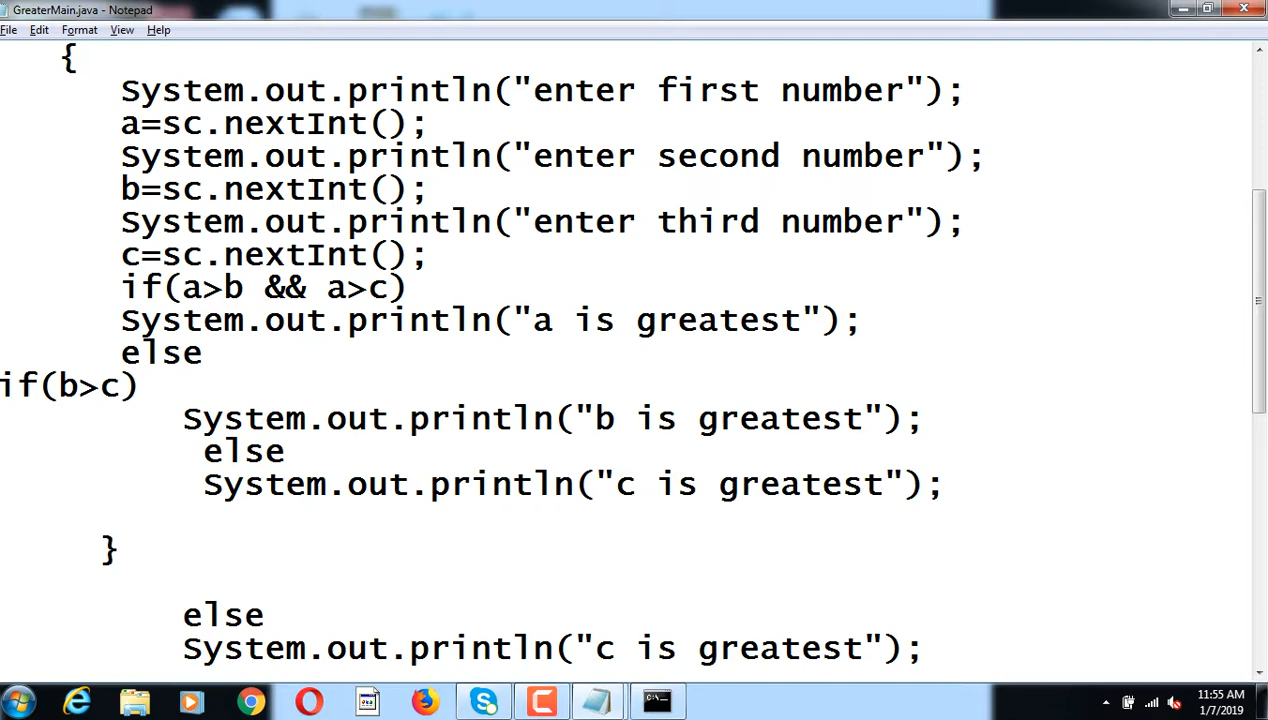 GreaterMain.java - Notepad
File Edit Format View Help
{
System.out.println("enter first number");
a=sc.nextInt();
System.out.println("enter second number");
b=sc.nextInt();
System.out.println("enter third number");
c=sc.nextInt();
if(a>b && a>c)
System.out.println("a is greatest");
else
if(b>c)
System.out.println("b is greatest");
else
System.out.println("c is greatest");
}
else
System.out.println("c is greatest");
11:55 AM
1/7/2019